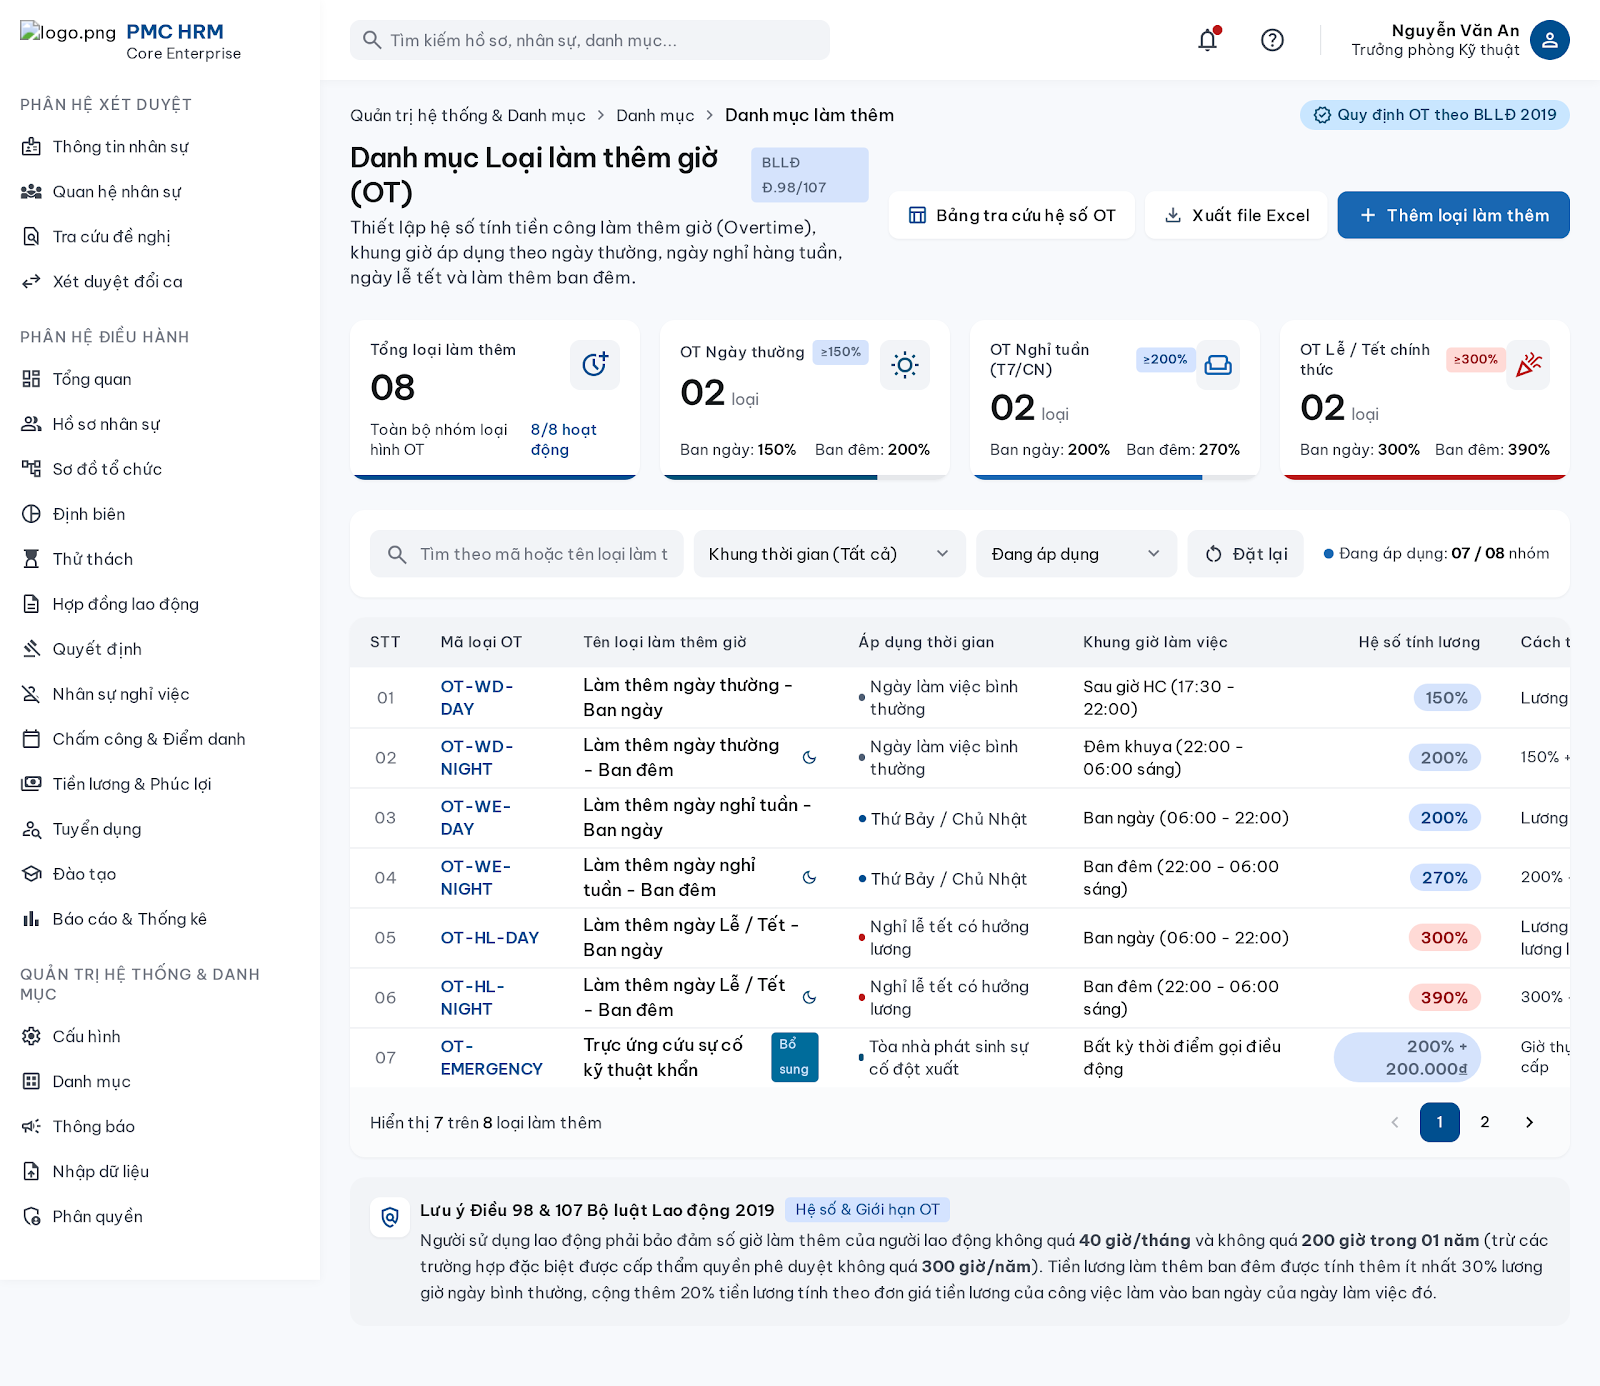 logo.png
PMC HRM
Core Enterprise
PHÂN HỆ XÉT DUYỆT
Thông tin nhân sự
Quan hệ nhân sự
Tra cứu đề nghị
Xét duyệt đổi ca
PHÂN HỆ ĐIỀU HÀNH
Tổng quan
Hồ sơ nhân sự
Sơ đồ tổ chức
Định biên
Thử thách
Hợp đồng lao động
Quyết định
Nhân sự nghỉ việc
Chấm công & Điểm danh
Tiền lương & Phúc lợi
Tuyển dụng
Đào tạo
Báo cáo & Thống kê
QUẢN TRỊ HỆ THỐNG & DANH
MỤC
Cấu hình
Danh mục
Thông báo
Nhập dữ liệu
Phân quyền
Tìm kiếm hồ sơ, nhân sự, danh mục...
Nguyễn Văn An
Trưởng phòng Kỹ thuật
Quản trị hệ thống & Danh mục > Danh mục > Danh mục làm thêm
Quy định OT theo BLLĐ 2019
Danh mục Loại làm thêm giờ
(OT)
BLLĐ
Đ.98/107
Thiết lập hệ số tính tiền công làm thêm giờ (Overtime),
khung giờ áp dụng theo ngày thường, ngày nghỉ hàng tuần,
ngày lễ tết và làm thêm ban đêm.
Bảng tra cứu hệ số OT
Xuất file Excel
Thêm loại làm thêm
Tổng loại làm thêm
08
Toàn bộ nhóm loại
hình OT
8/8 hoạt
động
OT Ngày thường
≥150%
02 loại
Ban ngày: 150% Ban đêm: 200%
OT Nghỉ tuần
(T7/CN)
≥200%
02 loại
Ban ngày: 200% Ban đêm: 270%
OT Lễ / Tết chính
thức
≥300%
02 loại
Ban ngày: 300% Ban đêm: 390%
Tìm theo mã hoặc tên loại làm t
Khung thời gian (Tất cả)
Đang áp dụng
Đặt lại
Đang áp dụng: 07 / 08 nhóm
STT Mã loại OT Tên loại làm thêm giờ Áp dụng thời gian Khung giờ làm việc Hệ số tính lương Cách t
01
OT-WD-
DAY
Làm thêm ngày thường -
Ban ngày
Ngày làm việc bình
thường
Sau giờ HC (17:30 -
22:00)
150%
Lương
02
OT-WD-
NIGHT
Làm thêm ngày thường
- Ban đêm
Ngày làm việc bình
thường
Đêm khuya (22:00 -
06:00 sáng)
200%
150% +
03
OT-WE-
DAY
Làm thêm ngày nghỉ tuần -
Ban ngày
Thứ Bảy / Chủ Nhật
Ban ngày (06:00 - 22:00)
200%
Lương
04
OT-WE-
NIGHT
Làm thêm ngày nghỉ
tuần - Ban đêm
Thứ Bảy / Chủ Nhật
Ban đêm (22:00 - 06:00
sáng)
270%
200%
05
OT-HL-DAY
Làm thêm ngày Lễ / Tết -
Ban ngày
Nghỉ lễ tết có hưởng
lương
Ban ngày (06:00 - 22:00)
300%
Lương
lương l
06
OT-HL-
NIGHT
Làm thêm ngày Lễ / Tết
- Ban đêm
Nghỉ lễ tết có hưởng
lương
Ban đêm (22:00 - 06:00
sáng)
390%
300%
07
OT-
EMERGENCY
Trực ứng cứu sự cố
kỹ thuật khẩn
Bổ
sung
Tòa nhà phát sinh sự
cố đột xuất
Bất kỳ thời điểm gọi điều
động
200% +
200.000₫
Giờ thự
cấp
Hiển thị 7 trên 8 loại làm thêm
1 2
Lưu ý Điều 98 & 107 Bộ luật Lao động 2019
Hệ số & Giới hạn OT
Người sử dụng lao động phải bảo đảm số giờ làm thêm của người lao động không quá 40 giờ/tháng và không quá 200 giờ trong 01 năm (trừ các
trường hợp đặc biệt được cấp thẩm quyền phê duyệt không quá 300 giờ/năm). Tiền lương làm thêm ban đêm được tính thêm ít nhất 30% lương
giờ ngày bình thường, cộng thêm 20% tiền lương tính theo đơn giá tiền lương của công việc làm vào ban ngày của ngày làm việc đó.